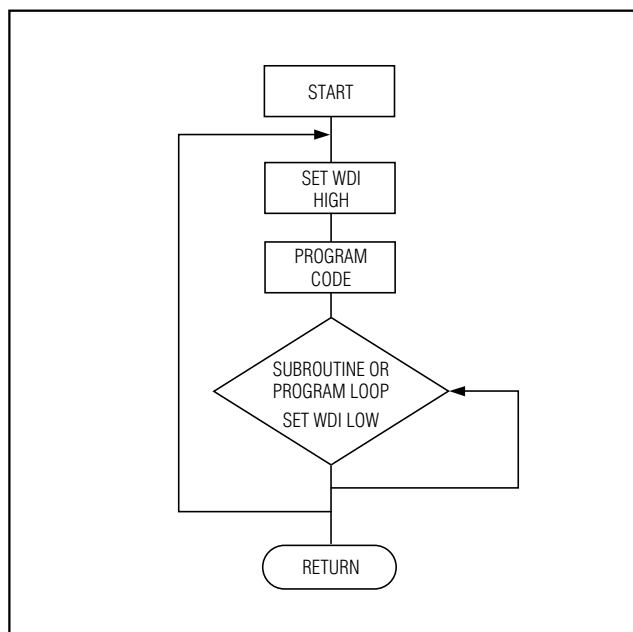 START
SET WDI
HIGH
PROGRAM
CODE
SUBROUTINE OR
PROGRAM LOOP
SET WDI LOW
RETURN